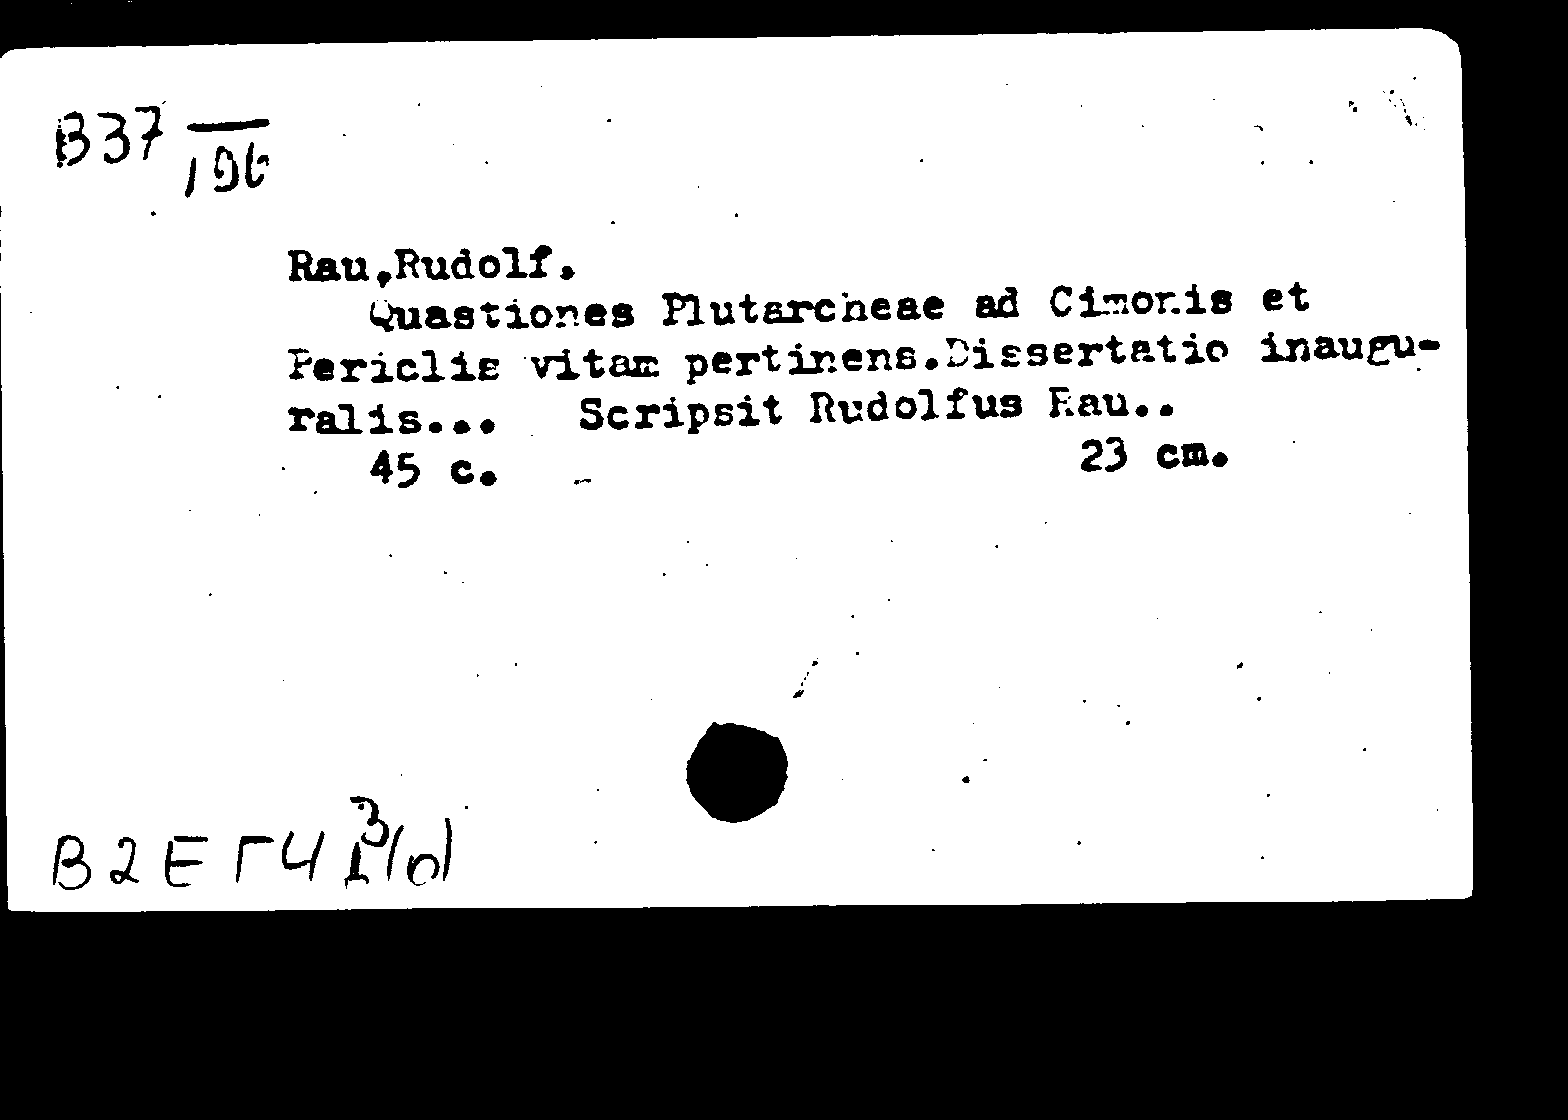 B37 —
196
Rau,Rudolf.
Quastiones Plutarcheae ad Cimonis et
Periclis vitam pertinens.Dissertatio inaugu-
ralis... Scripsit Rudolfus Rau..
45 c. 23 cm.
В2ЕГ4